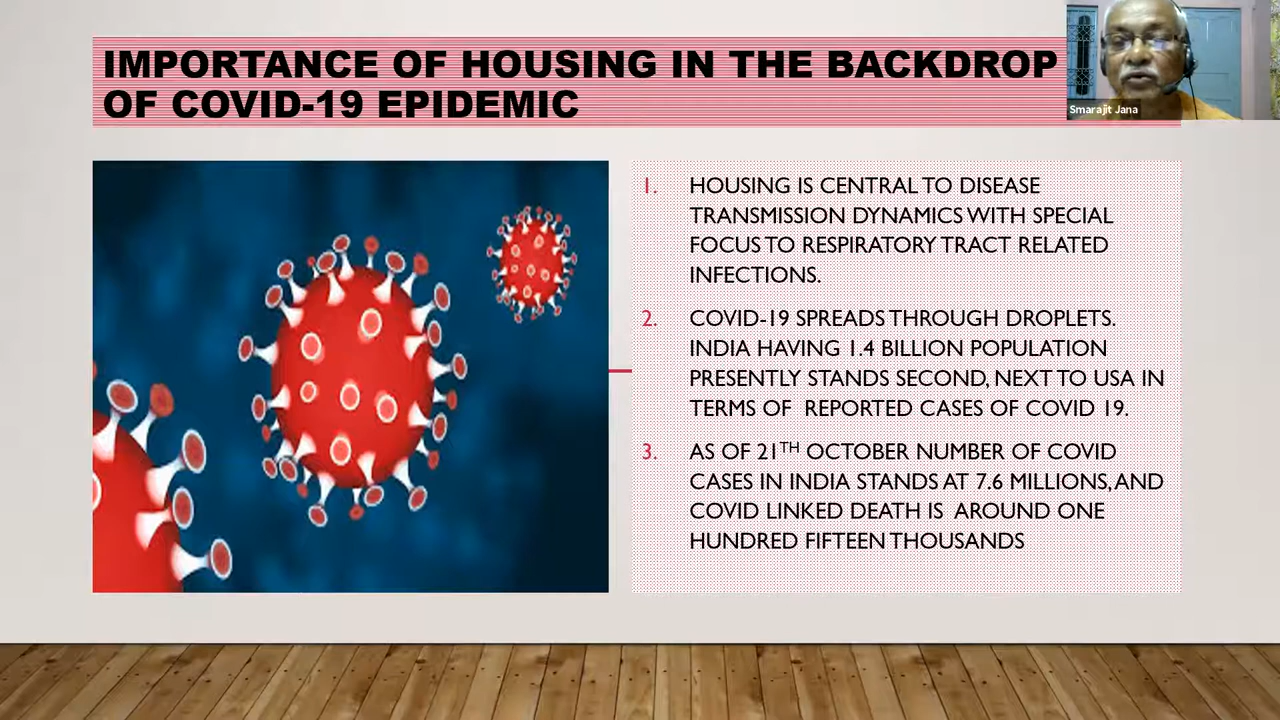 IMPORTANCE OF HOUSING IN THE BACKDROP
OF COVID-19 EPIDEMIC
Smarajit Jana
1. HOUSING IS CENTRAL TO DISEASE
TRANSMISSION DYNAMICS WITH SPECIAL
FOCUS TO RESPIRATORY TRACT RELATED
INFECTIONS.
2. COVID-19 SPREADS THROUGH DROPLETS.
INDIA HAVING 1.4 BILLION POPULATION
PRESENTLY STANDS SECOND, NEXT TO USA IN
TERMS OF REPORTED CASES OF COVID 19.
3. AS OF 21TH OCTOBER NUMBER OF COVID
CASES IN INDIA STANDS AT 7.6 MILLIONS, AND
COVID LINKED DEATH IS AROUND ONE
HUNDRED FIFTEEN THOUSANDS